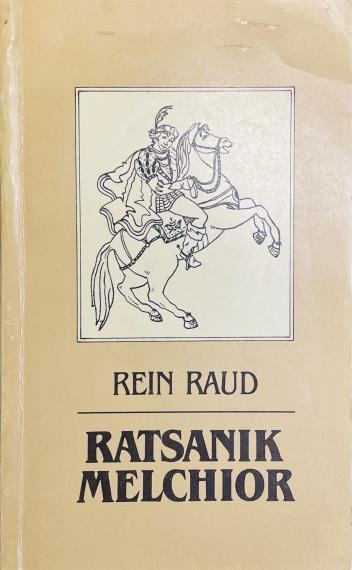 REIN RAUD
RATSANIK
MELCHIOR